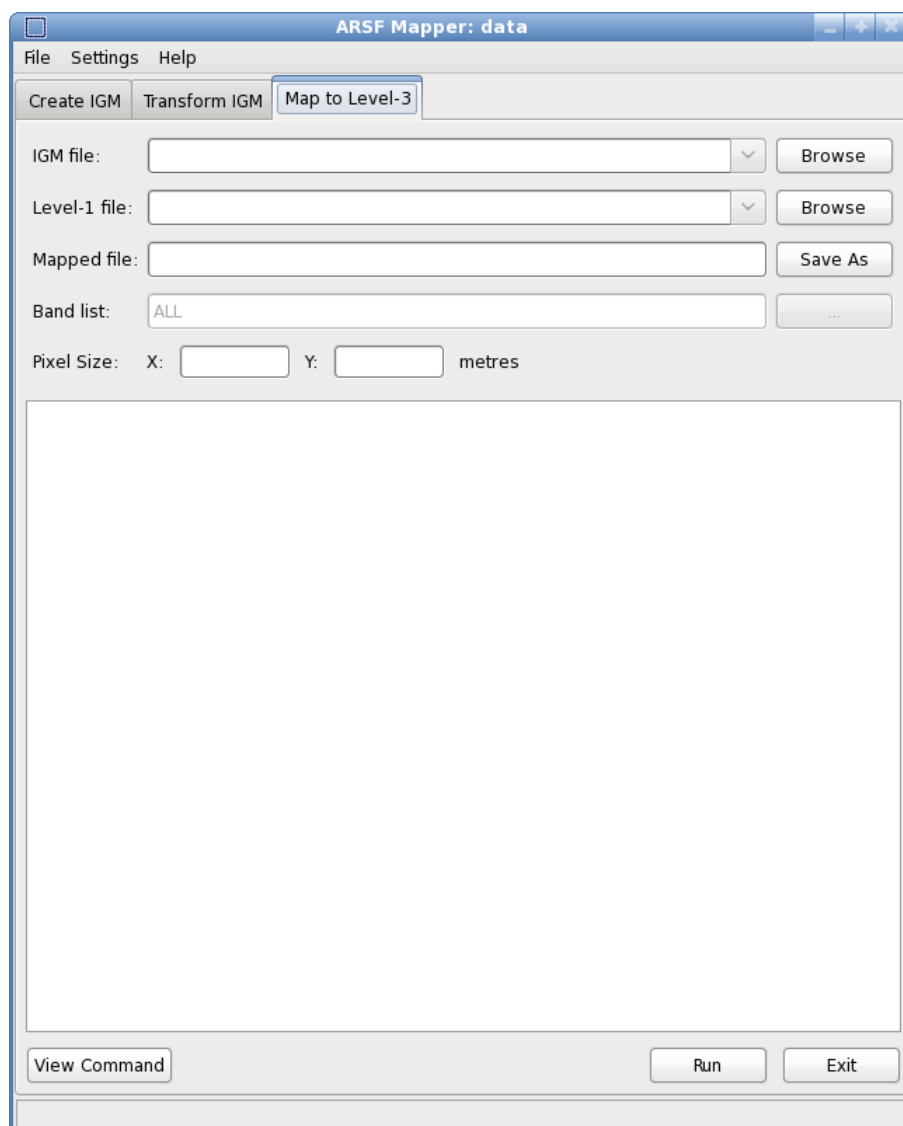 ARSF Mapper: data
File Settings Help
Create IGM Transform IGM Map to Level-3
IGM file: Browse
Level-1 file: Browse
Mapped file: Save As
Band list: ALL ...
Pixel Size: X: Y: metres
View Command Run Exit